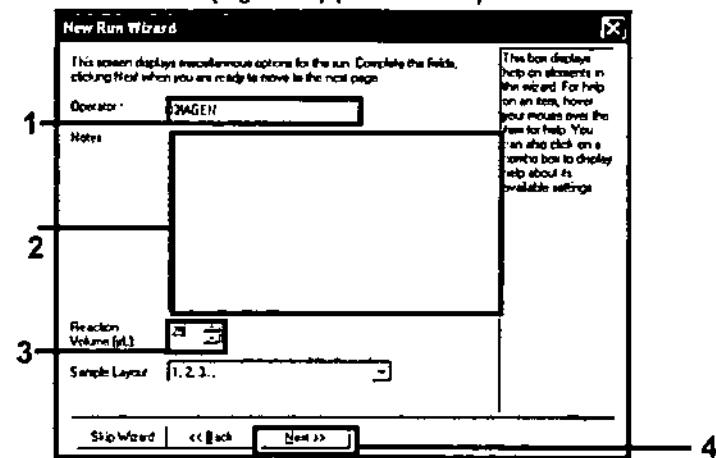 New Run Wizard
This screen displays miscellaneous options for the run. Complete the fields,
clicking Next when you are ready to move to the next page
This box displays
help on elements in
the wizard. For help
on an item, hover
your mouse over the
item for help. You
can also click on a
combo box to display
help about its
available settings
1
Operator :
QIAGEN
Notes
2
3
Reaction
Volume (µL):
25
Sample Layout
1, 2, 3...
Skip Wizard
<< Back
Next >>
4